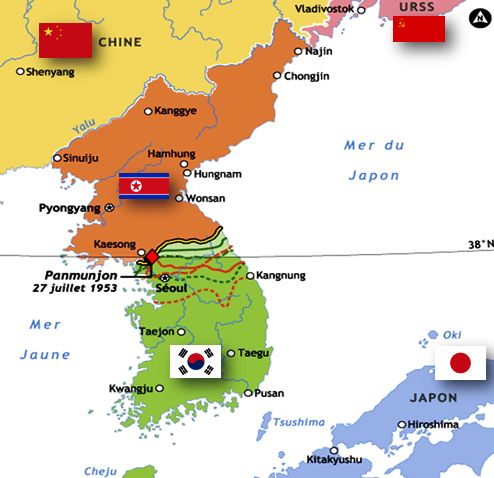 Vladivostok
URSS
CHINE
Najin
Shenyang
Chongjin
Yalu
Kanggye
Mer du
Japon
Hamhung
Sinuiju
Hungnam
Wonsan
Pyongyang
Kaesong
38°N
Panmunjon
27 juillet 1953
Séoul
Kangnung
Mer
Jaune
Taejon
Oki
Taegu
Kwangju
Pusan
JAPON
Tsushima
Hiroshima
Kitakyushu
Cheju